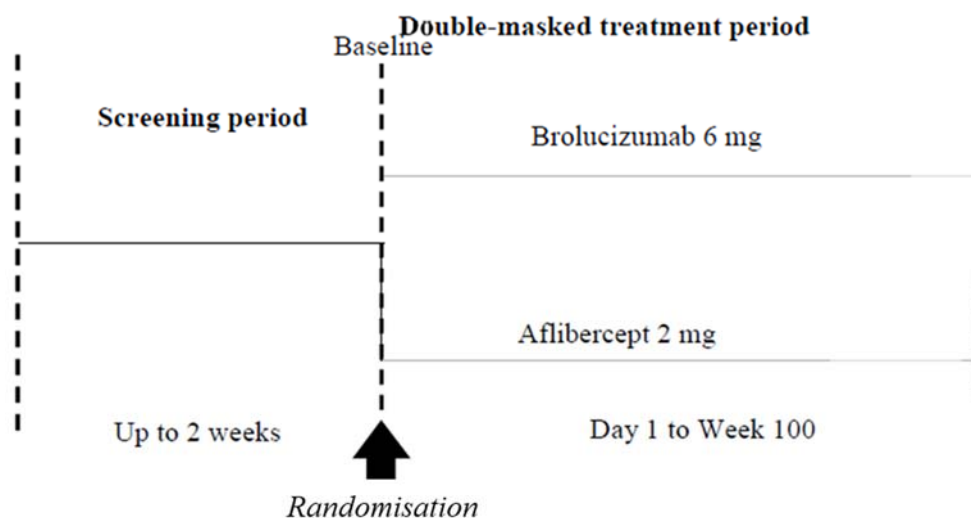 Double-masked treatment period
Baseline
Screening period
Brolucizumab 6 mg
Aflibercept 2 mg
Up to 2 weeks
Day 1 to Week 100
Randomisation